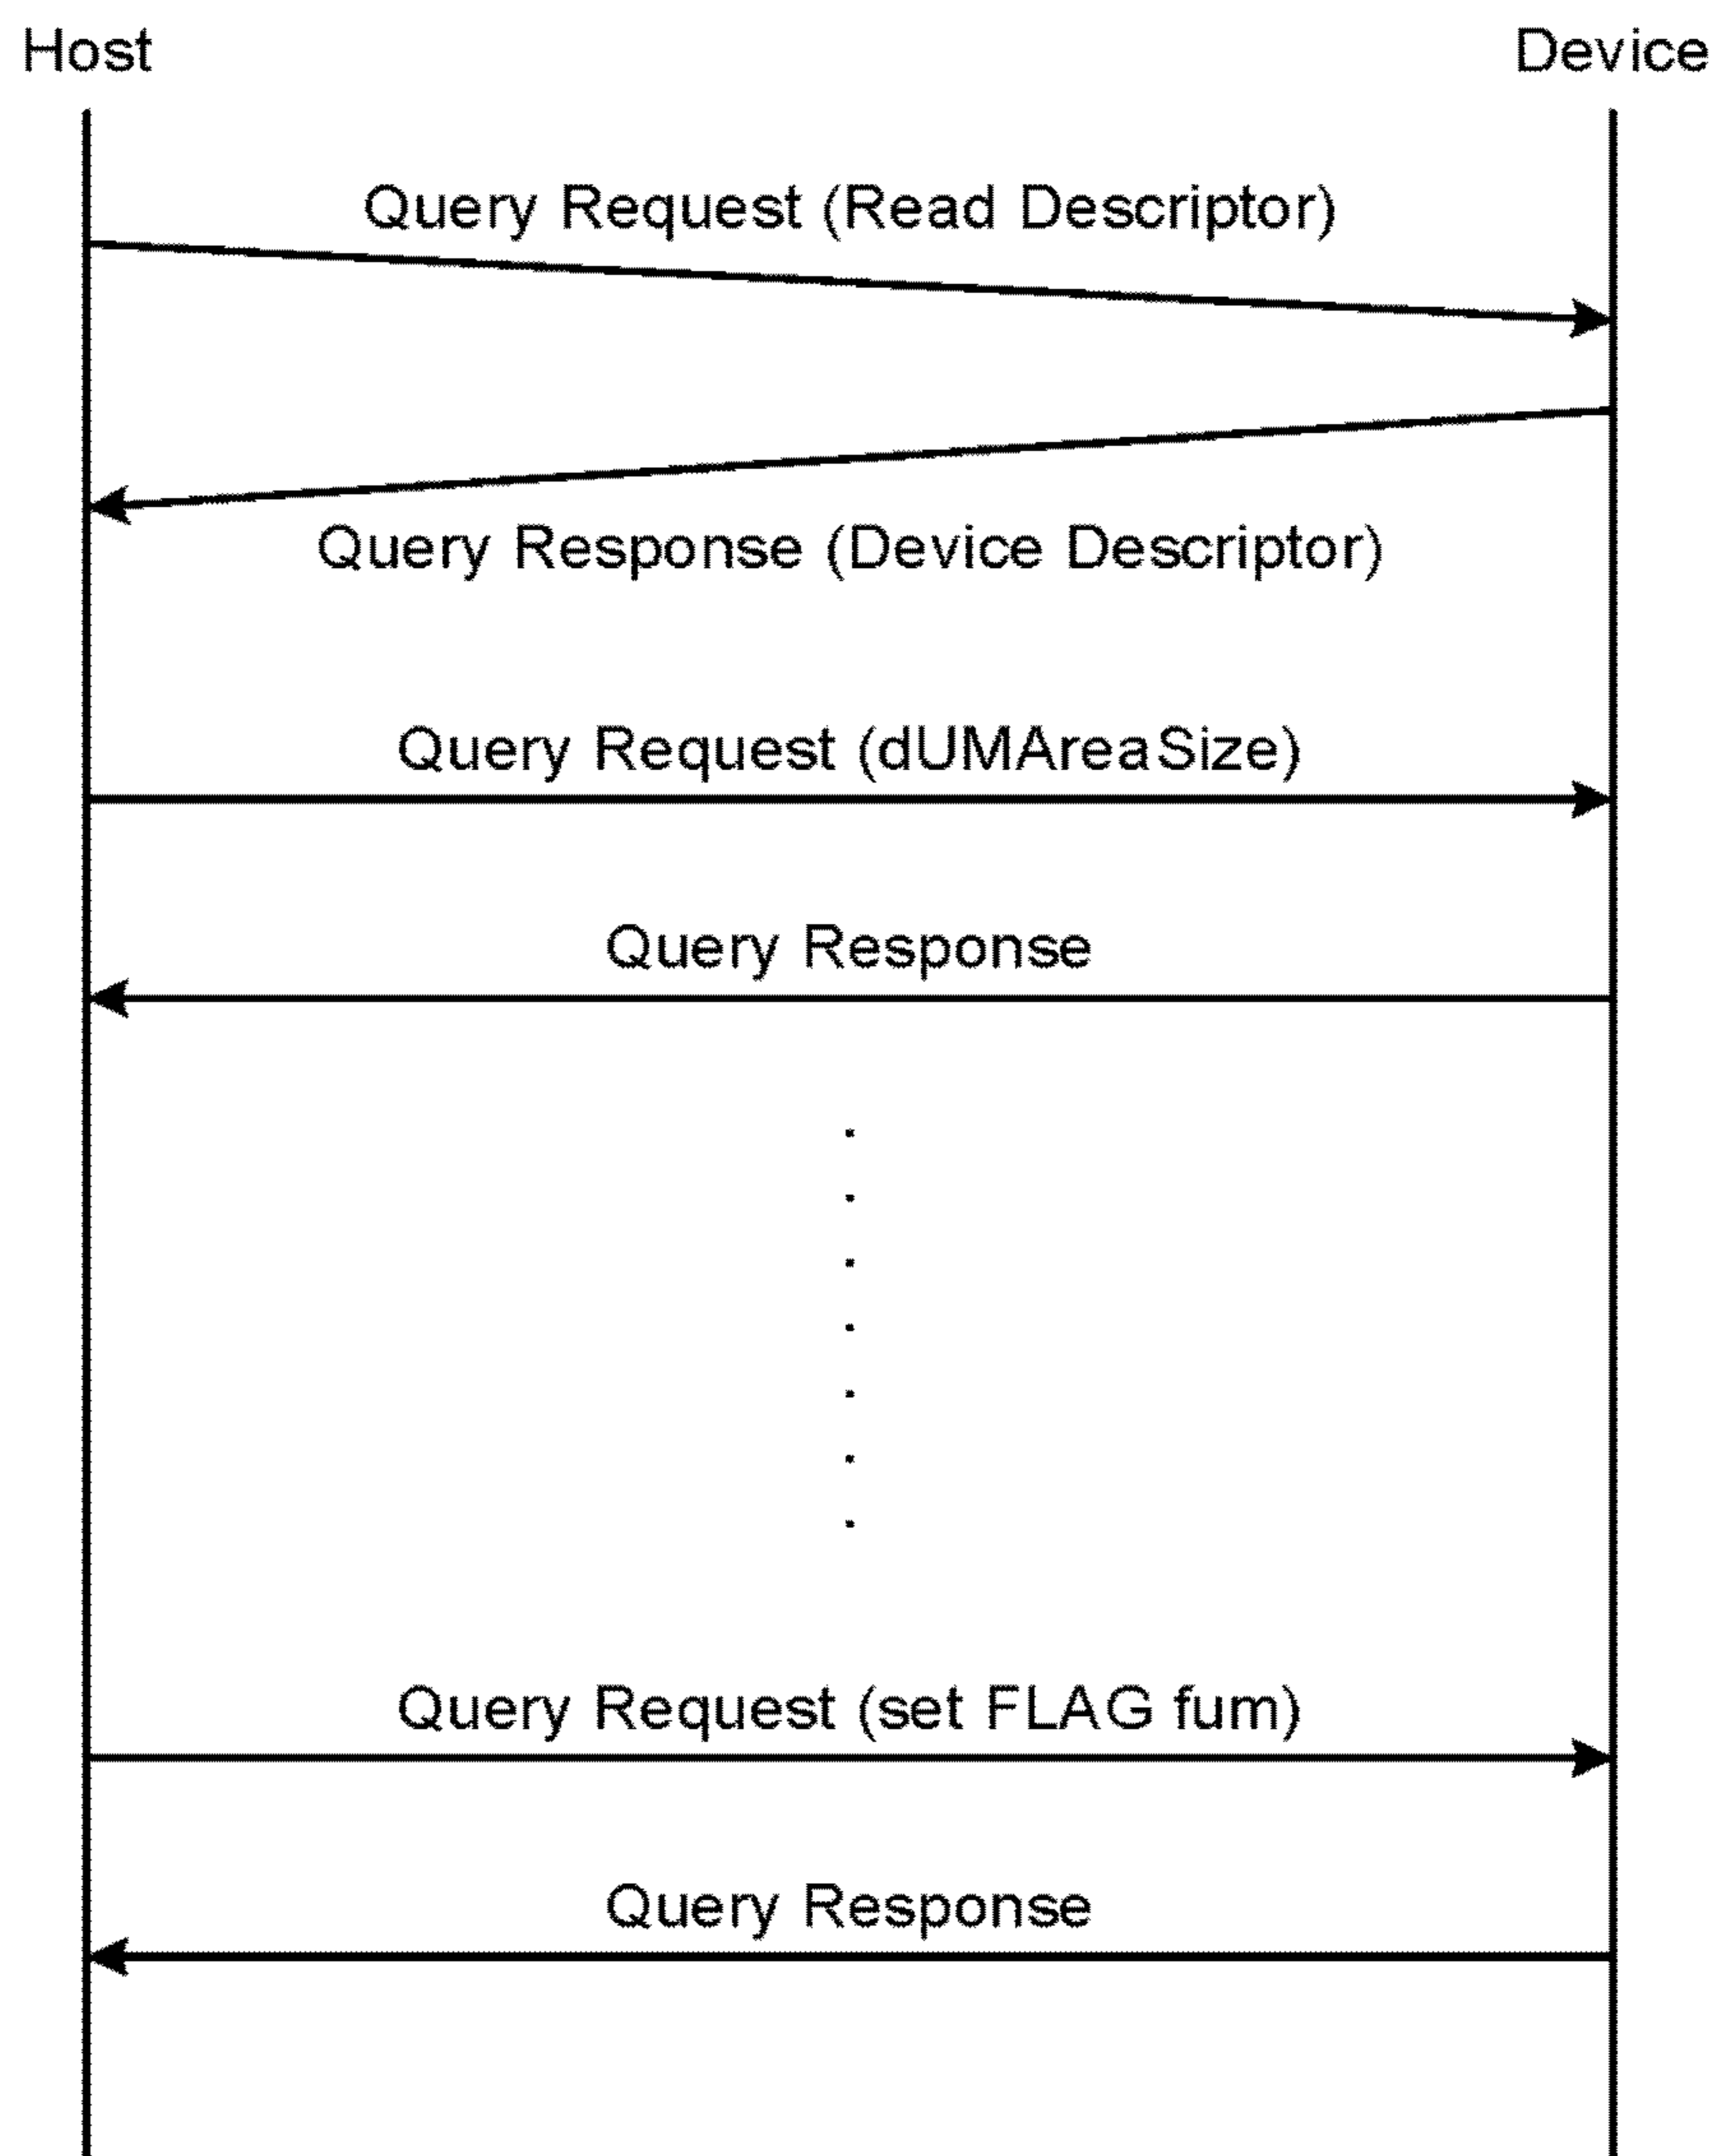 Host
Device
Query Request (Read Descriptor)
Query Response (Device Descriptor)
Query Request (dUMAreaSize)
Query Response
Query Request (set FLAG fum)
Query Response